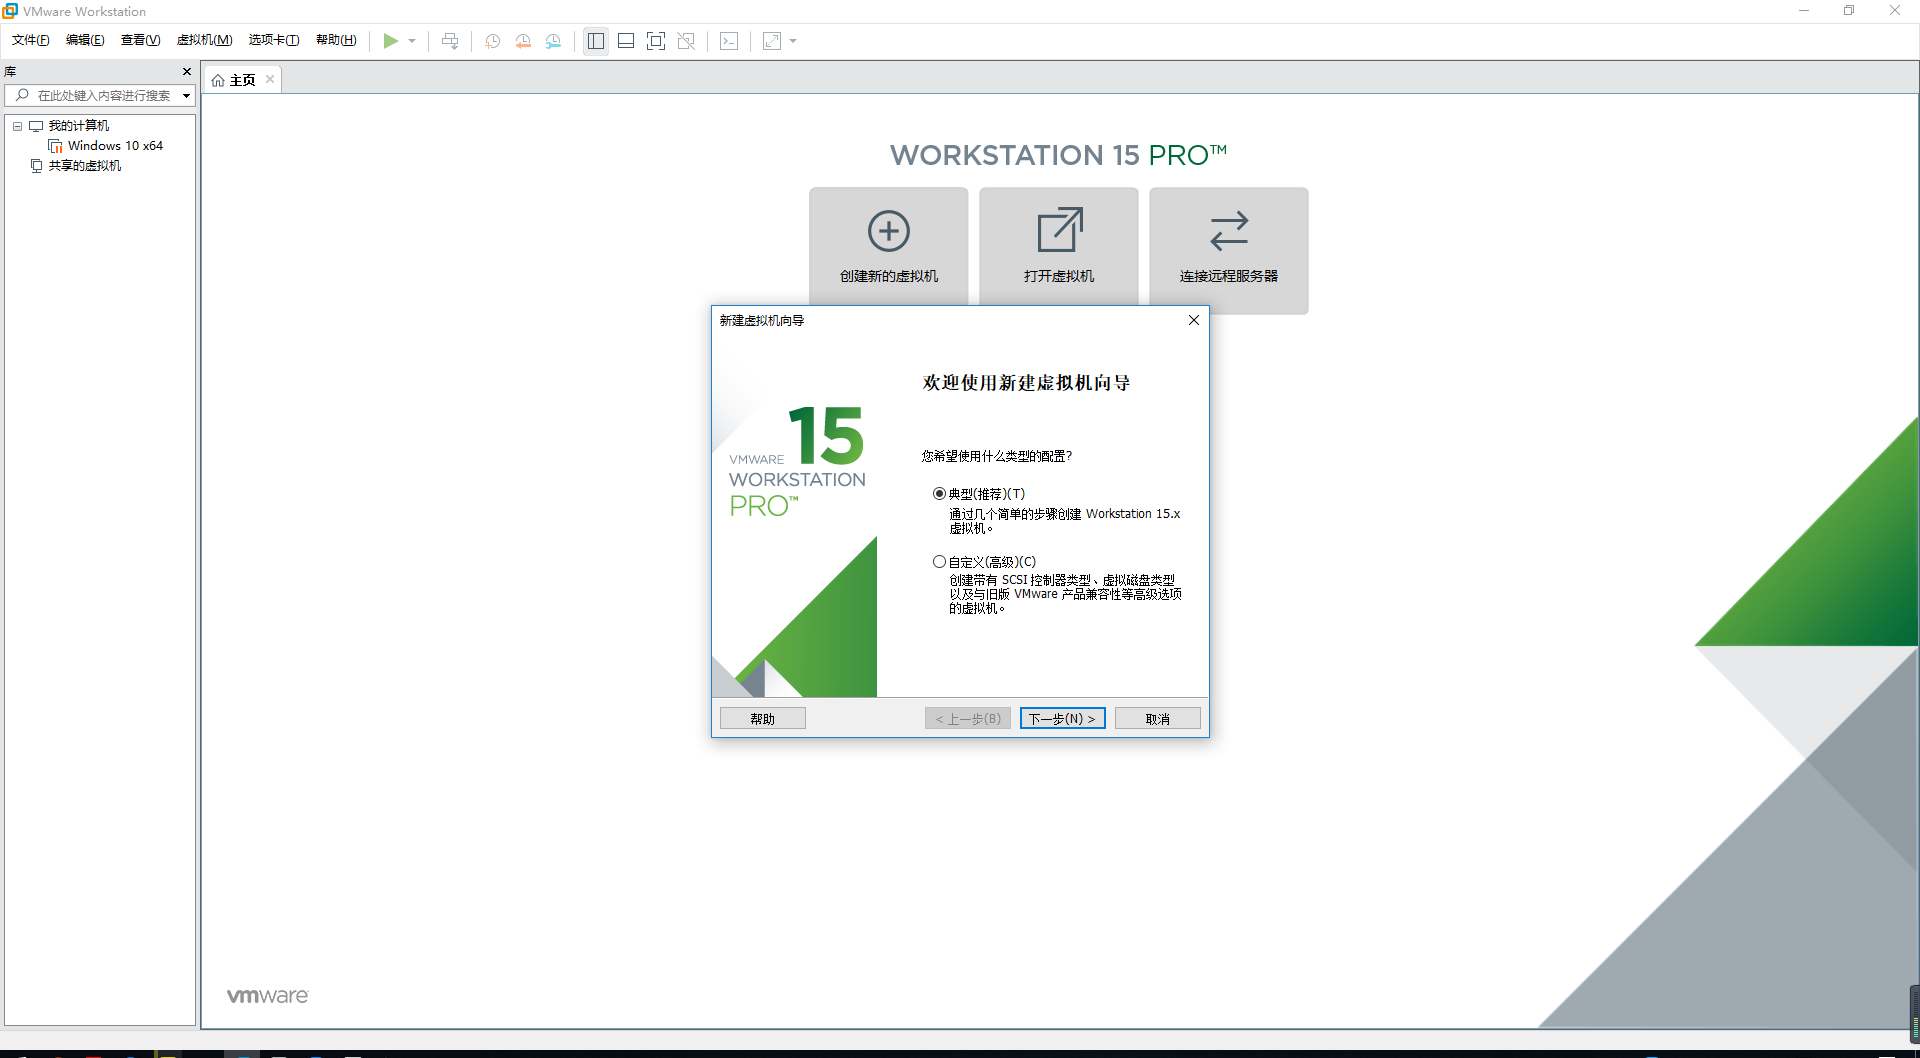 VMware Workstation
文件(F) 编辑(E) 查看(V) 虚拟机(M) 选项卡(T) 帮助(H)
库
主页
在此处键入内容进行搜索
我的计算机
Windows 10 x64
共享的虚拟机
WORKSTATION 15 PRO™
创建新的虚拟机
打开虚拟机
连接远程服务器
新建虚拟机向导
15
VMWARE
WORKSTATION
PRO™
欢迎使用新建虚拟机向导
您希望使用什么类型的配置?
典型(推荐)(T)
通过几个简单的步骤创建 Workstation 15.x
虚拟机。
自定义(高级)(C)
创建带有 SCSI 控制器类型、虚拟磁盘类型
以及与旧版 VMware 产品兼容性等高级选项
的虚拟机。
帮助
< 上一步(B)
下一步(N) >
取消
vmware